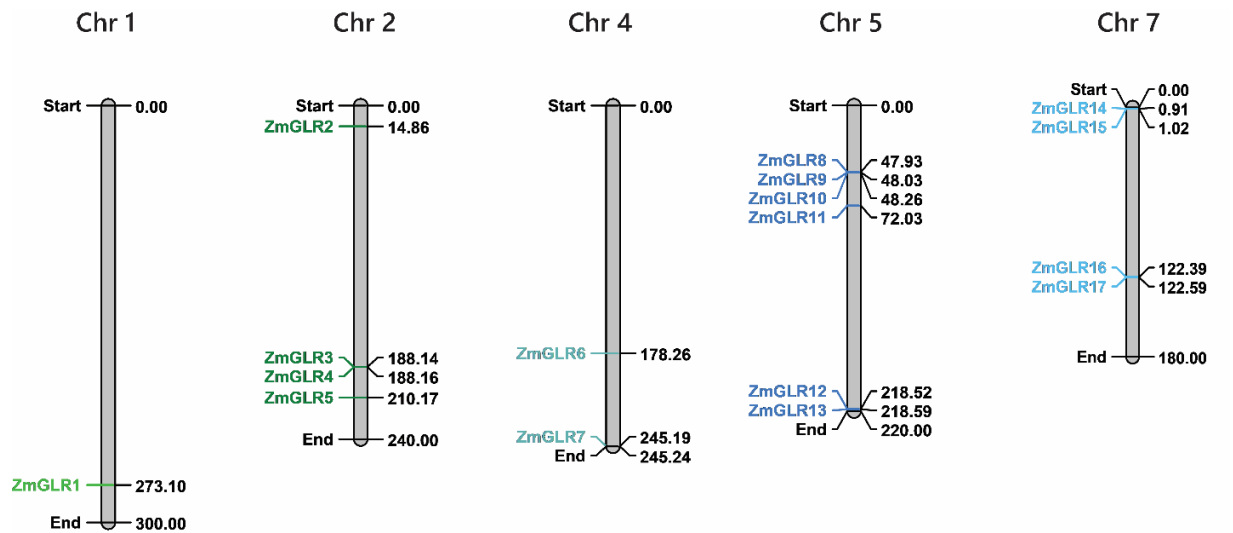 Chr 1
Start 0.00
ZmGLR1 273.10
End 300.00
Chr 2
Start 0.00
ZmGLR2 14.86
ZmGLR3 188.14
ZmGLR4 188.16
ZmGLR5 210.17
End 240.00
Chr 4
Start 0.00
ZmGLR6 178.26
ZmGLR7 245.19
End 245.24
Chr 5
Start 0.00
ZmGLR8 47.93
ZmGLR9 48.03
ZmGLR10 48.26
ZmGLR11 72.03
ZmGLR12 218.52
ZmGLR13 218.59
End 220.00
Chr 7
Start 0.00
ZmGLR14 0.91
ZmGLR15 1.02
ZmGLR16 122.39
ZmGLR17 122.59
End 180.00